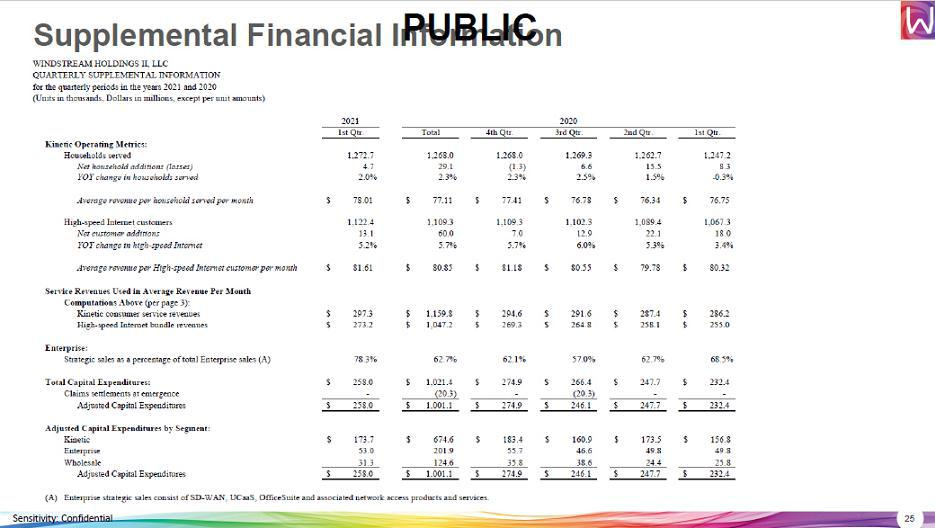 PUBLIC
Supplemental Financial Information
WINDSTREAM HOLDINGS II, LLC
QUARTERLY SUPPLEMENTAL INFORMATION
for the quarterly periods in the years 2021 and 2020
(Units in thousands, Dollars in millions, except per unit amounts)
2021 2020
1st Qtr. Total 4th Qtr. 3rd Qtr. 2nd Qtr. 1st Qtr.
Kinetic Operating Metrics:
Households served 1,272.7 1,268.0 1,268.0 1,269.3 1,262.7 1,247.2
Net household additions (losses) 4.7 29.1 (1.3) 6.6 15.5 8.3
YOY change in households served 2.0% 2.3% 2.3% 2.5% 1.5% -0.3%
Average revenue per household served per month $ 78.01 $ 77.11 $ 77.41 $ 76.78 $ 76.34 $ 76.75
High-speed Internet customers 1,122.4 1,109.3 1,109.3 1,102.3 1,089.4 1,067.3
Net customer additions 13.1 60.0 7.0 12.9 22.1 18.0
YOY change in high-speed Internet 5.2% 5.7% 5.7% 6.0% 5.3% 3.4%
Average revenue per High-speed Internet customer per month $ 81.61 $ 80.85 $ 81.18 $ 80.55 $ 79.78 $ 80.32
Service Revenues Used in Average Revenue Per Month
Computations Above (per page 3):
Kinetic consumer service revenues $ 297.3 $ 1,159.8 $ 294.6 $ 291.6 $ 287.4 $ 286.2
High-speed Internet bundle revenues $ 273.2 $ 1,047.2 $ 269.3 $ 264.8 $ 258.1 $ 255.0
Enterprise:
Strategic sales as a percentage of total Enterprise sales (A) 78.3% 62.7% 62.1% 57.0% 62.7% 68.5%
Total Capital Expenditures: $ 258.0 $ 1,021.4 $ 274.9 $ 266.4 $ 247.7 $ 232.4
Claims settlements at emergence - (20.3) - (20.3) - -
Adjusted Capital Expenditures $ 258.0 $ 1,001.1 $ 274.9 $ 246.1 $ 247.7 $ 232.4
Adjusted Capital Expenditures by Segment:
Kinetic $ 173.7 $ 674.6 $ 183.4 $ 160.9 $ 173.5 $ 156.8
Enterprise 53.0 201.9 55.7 46.6 49.8 49.8
Wholesale 31.3 124.6 35.8 38.6 24.4 25.8
Adjusted Capital Expenditures $ 258.0 $ 1,001.1 $ 274.9 $ 246.1 $ 247.7 $ 232.4
(A) Enterprise strategic sales consist of SD-WAN, UCaaS, OfficeSuite and associated network access products and services.
Sensitivity: Confidential 25